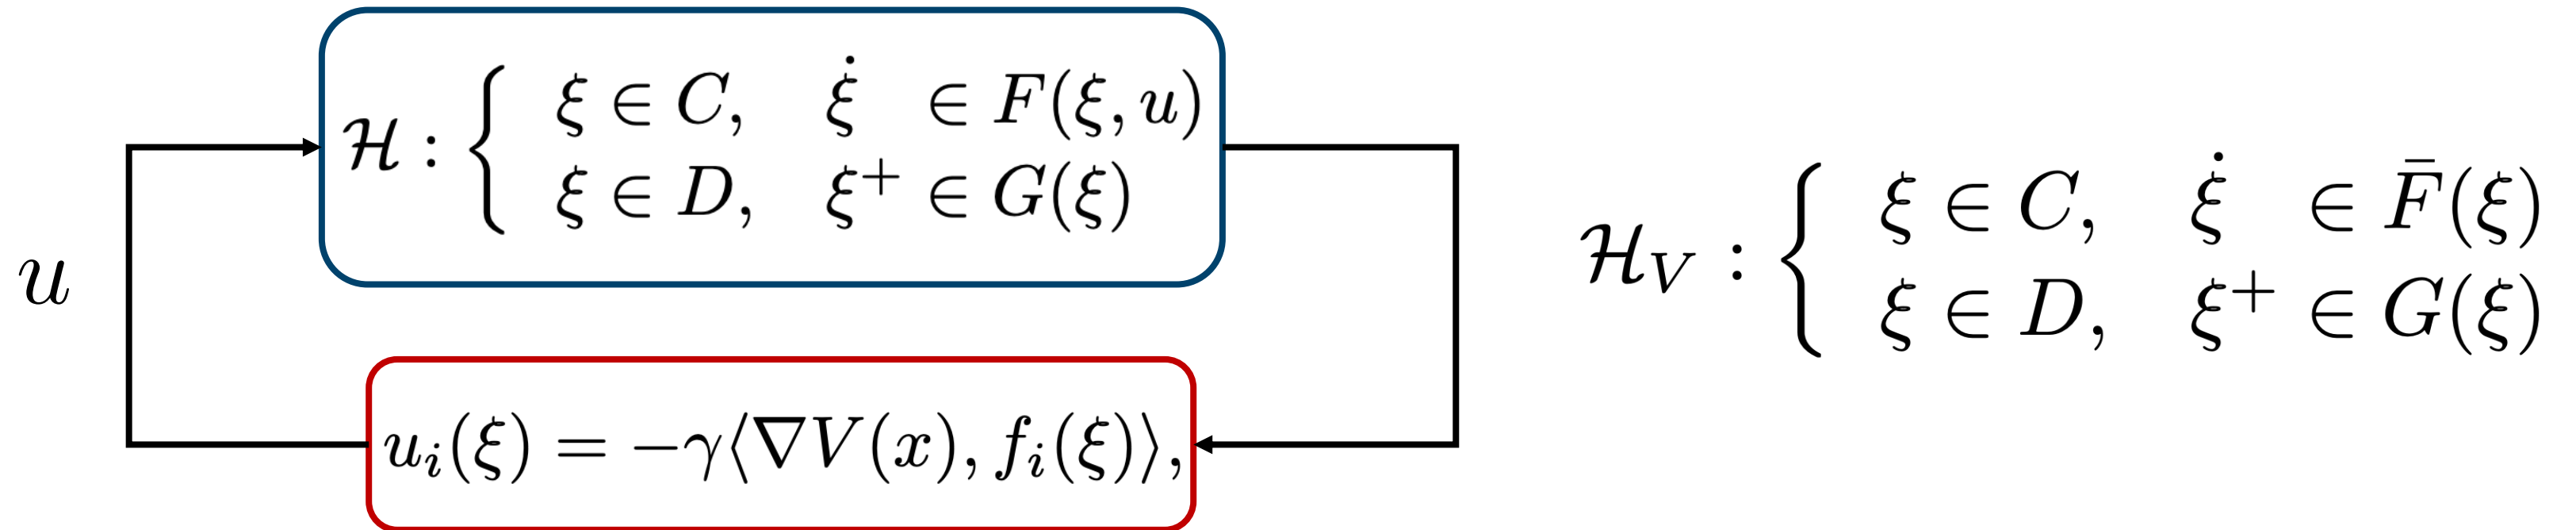 ℋ : { ξ ∈ C, ξ̇ ∈ F(ξ, u)
ξ ∈ D, ξ⁺ ∈ G(ξ)
u
u_i(ξ) = −γ⟨∇V(x), f_i(ξ)⟩,
ℋ_V : { ξ ∈ C, ξ̇ ∈ F̄(ξ)
ξ ∈ D, ξ⁺ ∈ G(ξ)